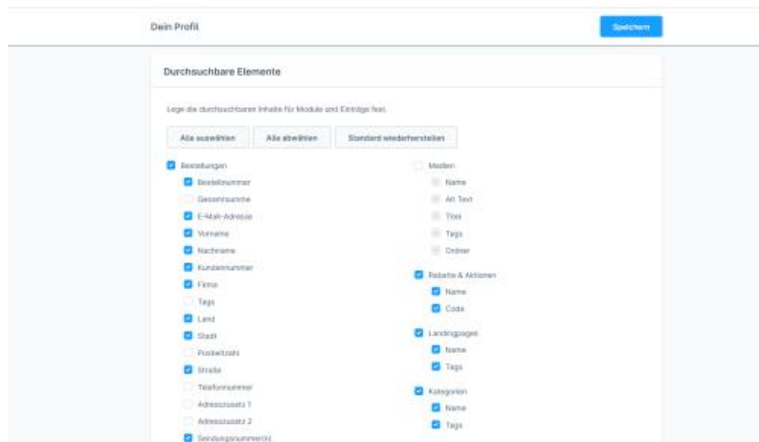 Dein Profil
Speichern
Durchsuchbare Elemente
Lege die durchsuchbaren Inhalte für Module und Einträge fest.
Alle auswählen
Alle abwählen
Standard wiederherstellen
Bestellungen
Bestellnummer
Gesamtsumme
E-Mail-Adresse
Vorname
Nachname
Kundennummer
Firma
Tags
Land
Stadt
Postleitzahl
Straße
Telefonnummer
Adresszusatz 1
Adresszusatz 2
Sendungsnummer(n)
Medien
Name
Alt Text
Titel
Tags
Ordner
Rabatte & Aktionen
Name
Code
Landingpages
Name
Tags
Kategorien
Name
Tags